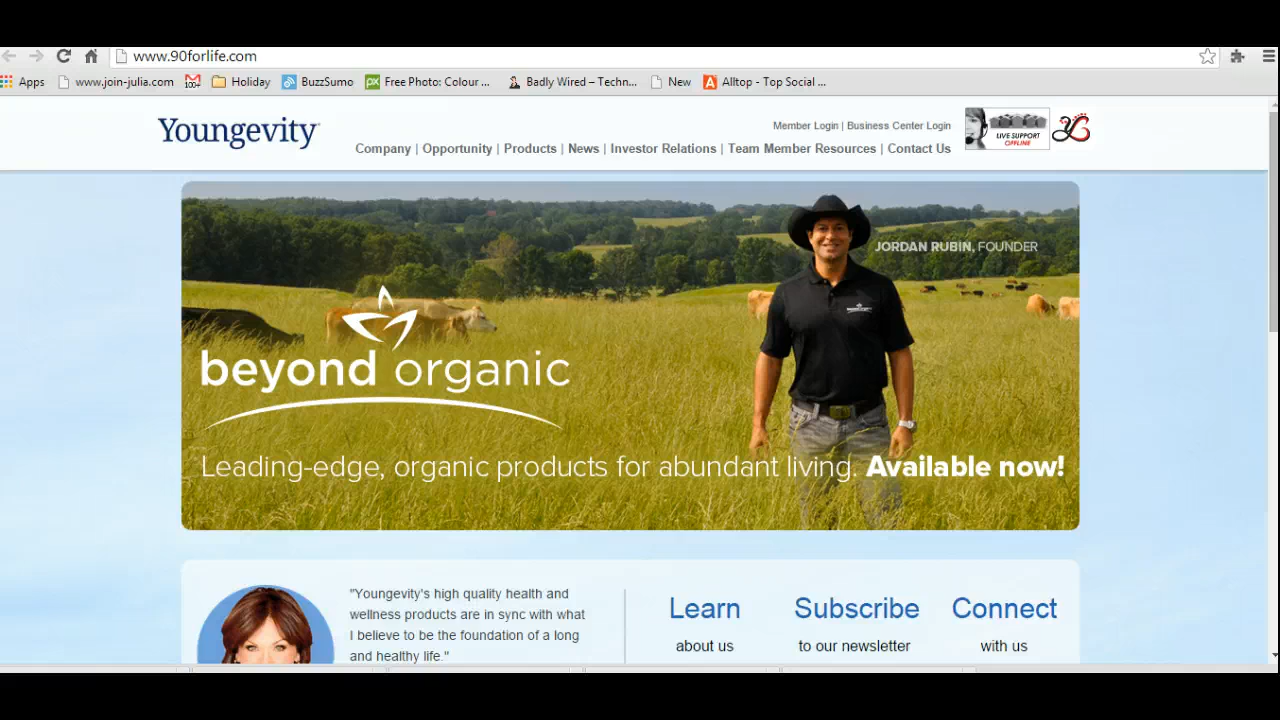 www.90forlife.com
Apps www.join-julia.com 100+ Holiday BuzzSumo px Free Photo: Colour ... Badly Wired – Techn... New A Alltop - Top Social ...
Youngevity
Member Login | Business Center Login
Company | Opportunity | Products | News | Investor Relations | Team Member Resources | Contact Us
LIVE SUPPORT
OFFLINE
JORDAN RUBIN, FOUNDER
beyond organic
Leading-edge, organic products for abundant living. Available now!
"Youngevity's high quality health and
wellness products are in sync with what
I believe to be the foundation of a long
and healthy life."
Learn
about us
Subscribe
to our newsletter
Connect
with us